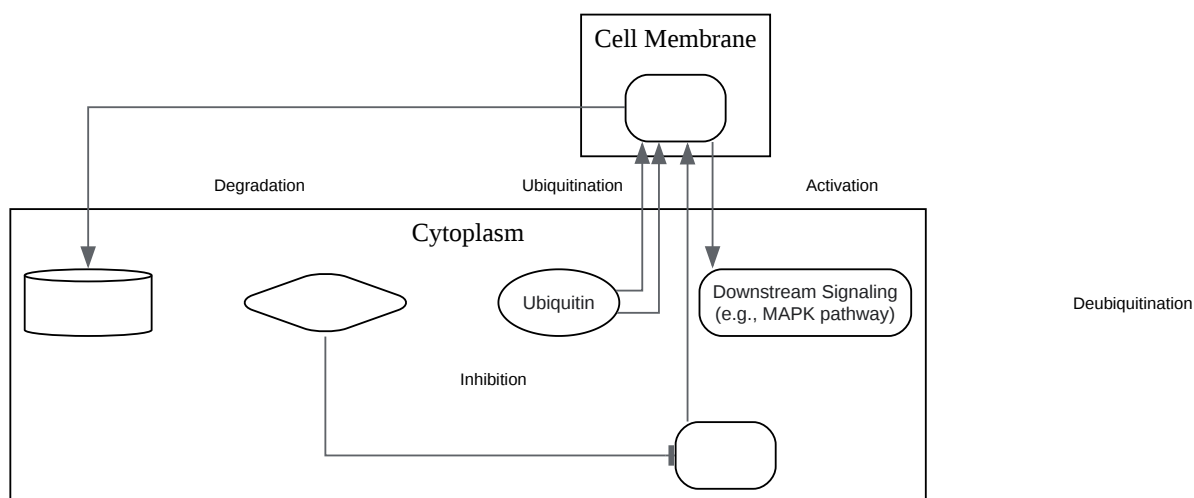 Cell Membrane
Degradation
Ubiquitination
Activation
Cytoplasm
Ubiquitin
Downstream Signaling
(e.g., MAPK pathway)
Deubiquitination
Inhibition